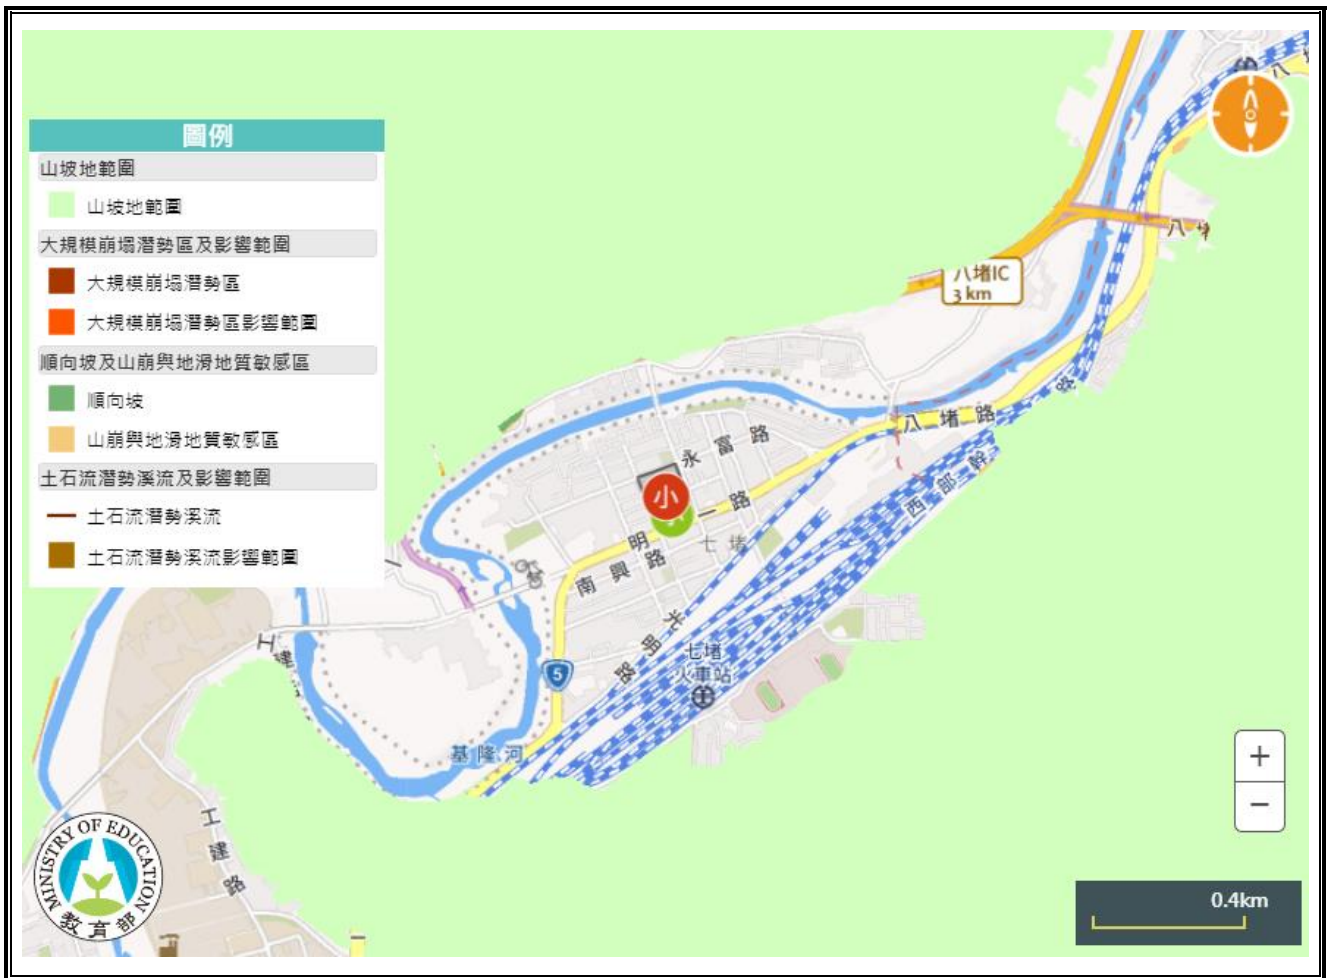 圖例
山坡地範圍
山坡地範圍
大規模崩塌潛勢區及影響範圍
大規模崩塌潛勢區
大規模崩塌潛勢區影響範圍
順向坡及山崩與地滑地質敏感區
順向坡
山崩與地滑地質敏感區
土石流潛勢溪流及影響範圍
土石流潛勢溪流
土石流潛勢溪流影響範圍
N
八堵IC
3 km
八堵路
永富路
小
明
一路
七堵
南興路
西部幹
光明路
七堵
火車站
5
基隆河
工建
工建路
MINISTRY OF EDUCATION
教育部
+
−
0.4km